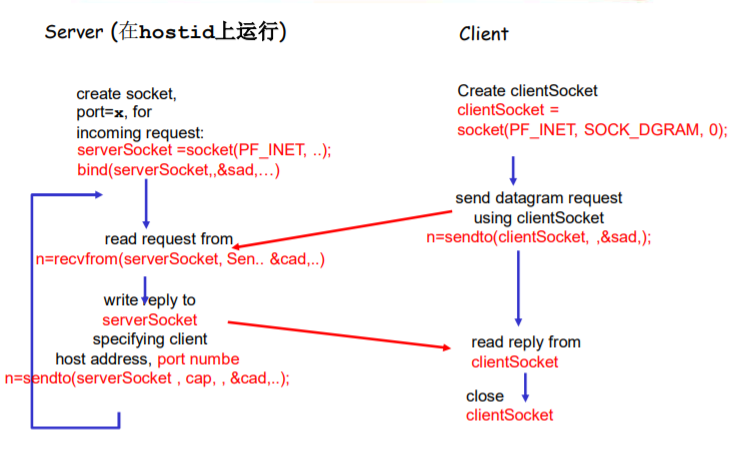 Server (在hostid上运行)
create socket,
port=x, for
incoming request:
serverSocket =socket(PF_INET, ..);
bind(serverSocket,,&sad,...)
read request from
n=recvfrom(serverSocket, Sen.. &cad,..)
write reply to
serverSocket
specifying client
host address, port numbe
n=sendto(serverSocket , cap, , &cad,..);
Client
Create clientSocket
clientSocket =
socket(PF_INET, SOCK_DGRAM, 0);
send datagram request
using clientSocket
n=sendto(clientSocket, ,&sad,);
read reply from
clientSocket
close
clientSocket